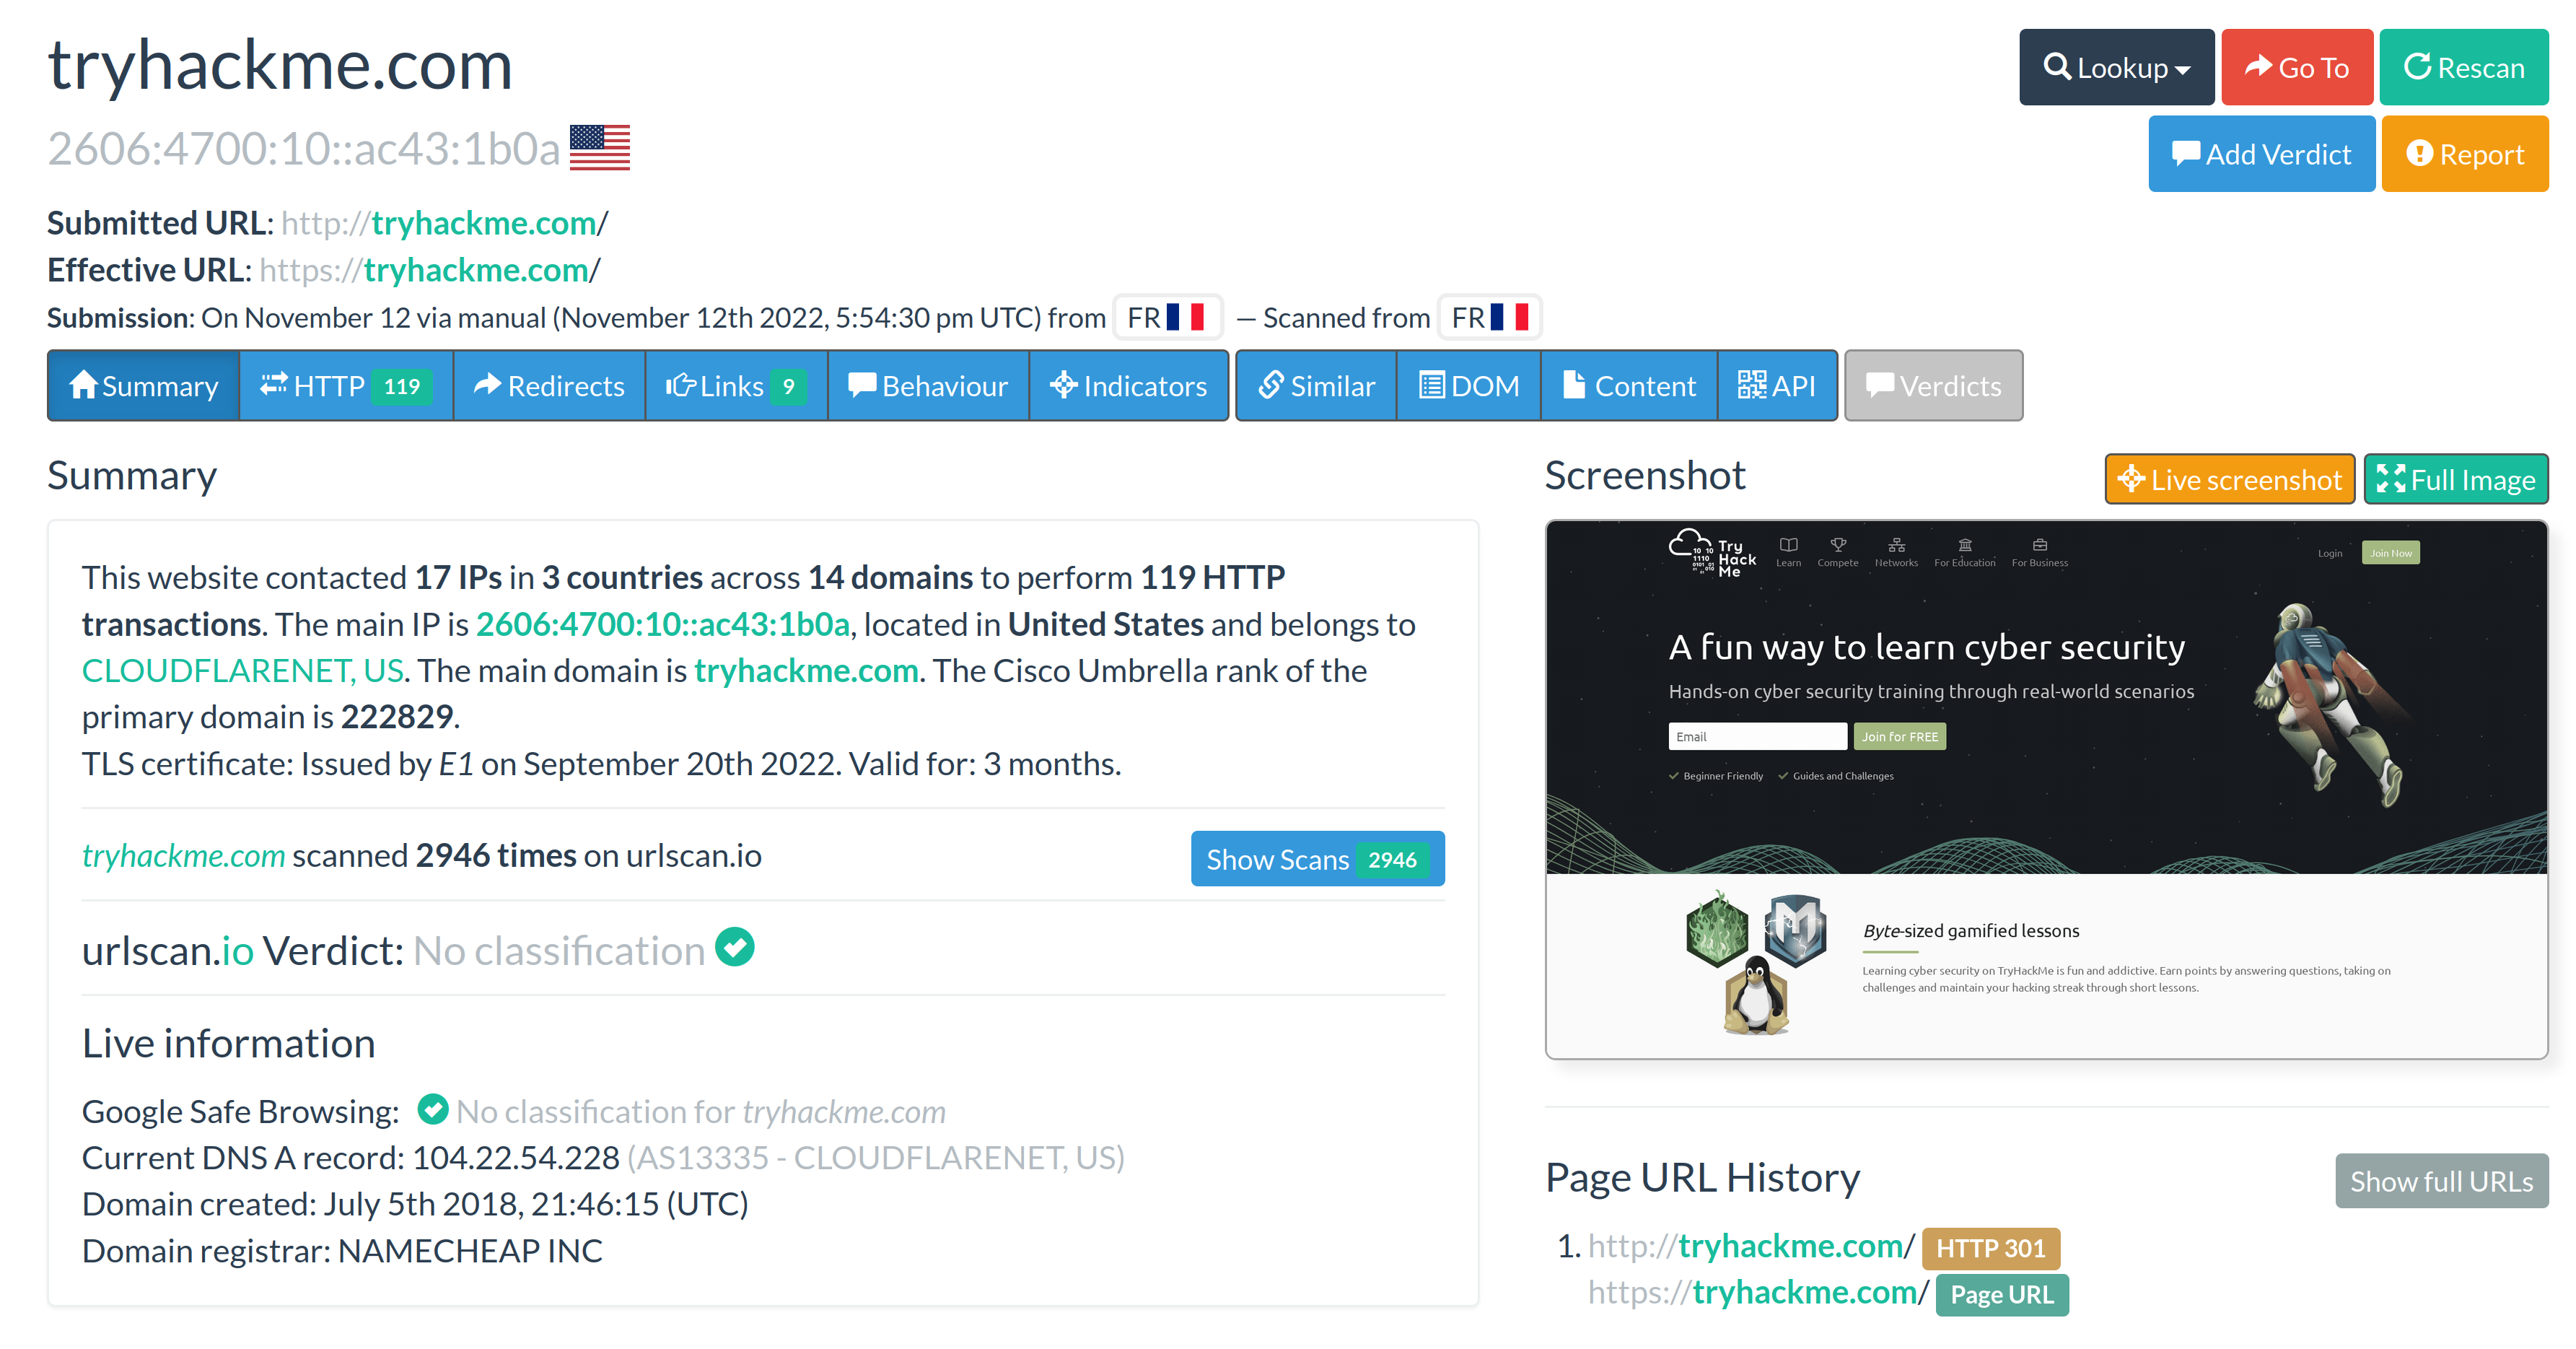 tryhackme.com
Lookup
Go To
Rescan
2606:4700:10::ac43:1b0a
Add Verdict
Report
Submitted URL: http://tryhackme.com/
Effective URL: https://tryhackme.com/
Submission: On November 12 via manual (November 12th 2022, 5:54:30 pm UTC) from FR — Scanned from FR
Summary HTTP 119 Redirects Links 9 Behaviour Indicators Similar DOM Content API Verdicts
Summary
This website contacted 17 IPs in 3 countries across 14 domains to perform 119 HTTP
transactions. The main IP is 2606:4700:10::ac43:1b0a, located in United States and belongs to
CLOUDFLARENET, US. The main domain is tryhackme.com. The Cisco Umbrella rank of the
primary domain is 222829.
TLS certificate: Issued by E1 on September 20th 2022. Valid for: 3 months.
tryhackme.com scanned 2946 times on urlscan.io
Show Scans 2946
urlscan.io Verdict: No classification
Live information
Google Safe Browsing: No classification for tryhackme.com
Current DNS A record: 104.22.54.228 (AS13335 - CLOUDFLARENET, US)
Domain created: July 5th 2018, 21:46:15 (UTC)
Domain registrar: NAMECHEAP INC
Screenshot
Live screenshot
Full Image
Try
Hack
Me
Learn
Compete
Networks
For Education
For Business
Login
Join Now
A fun way to learn cyber security
Hands-on cyber security training through real-world scenarios
Email
Join for FREE
Beginner Friendly
Guides and Challenges
Byte-sized gamified lessons
Learning cyber security on TryHackMe is fun and addictive. Earn points by answering questions, taking on
challenges and maintain your hacking streak through short lessons.
Page URL History
Show full URLs
1. http://tryhackme.com/ HTTP 301
https://tryhackme.com/ Page URL